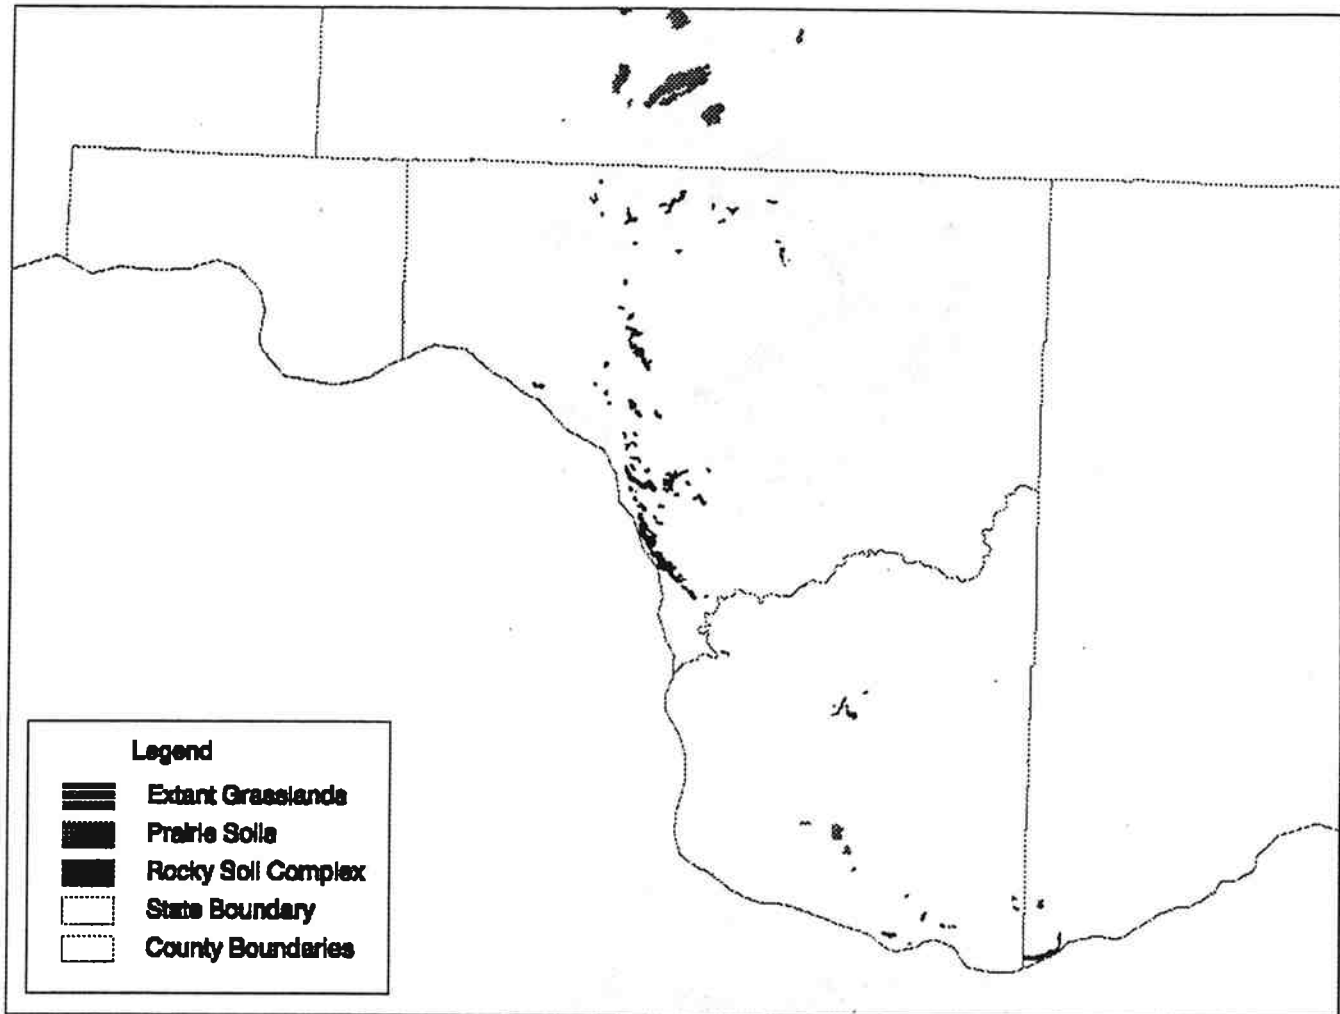 Legend
Extant Grasslands
Prairie Soils
Rocky Soil Complex
State Boundary
County Boundaries